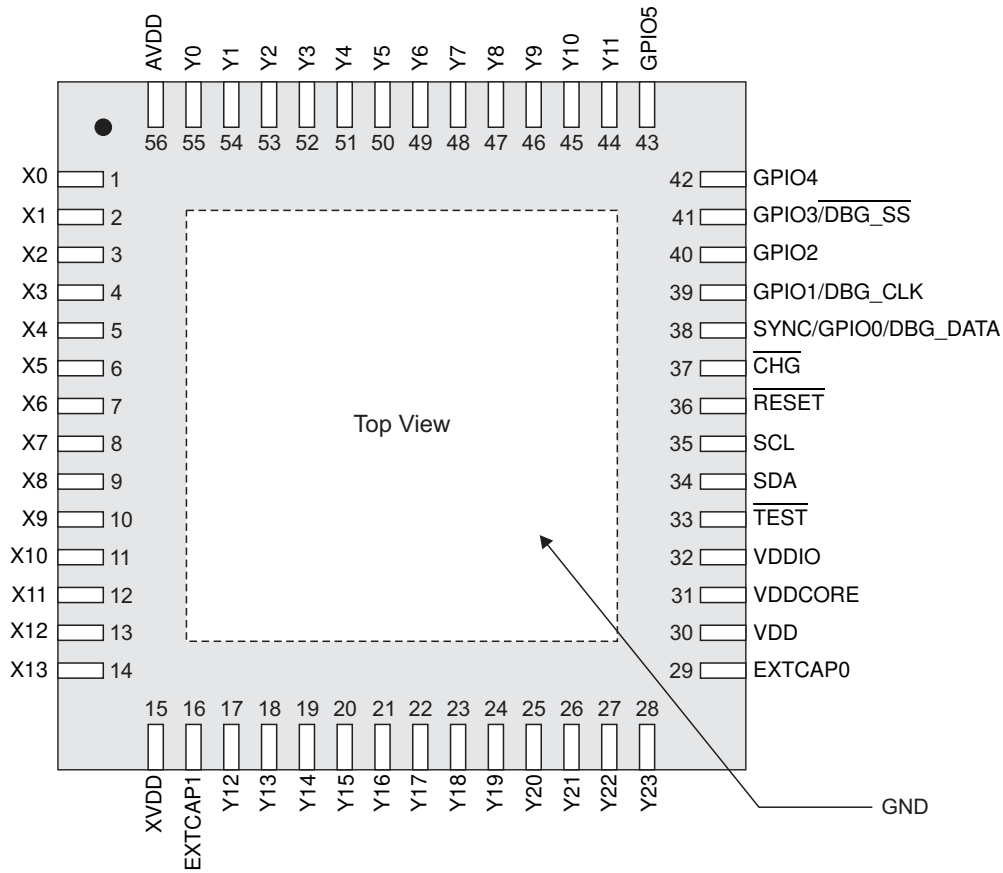 AVDD Y0 Y1 Y2 Y3 Y4 Y5 Y6 Y7 Y8 Y9 Y10 Y11 GPIO5
56 55 54 53 52 51 50 49 48 47 46 45 44 43
X0 1
X1 2
X2 3
X3 4
X4 5
X5 6
X6 7
X7 8
X8 9
X9 10
X10 11
X11 12
X12 13
X13 14
Top View
42 GPIO4
41 GPIO3/DBG_SS
40 GPIO2
39 GPIO1/DBG_CLK
38 SYNC/GPIO0/DBG_DATA
37 CHG
36 RESET
35 SCL
34 SDA
33 TEST
32 VDDIO
31 VDDCORE
30 VDD
29 EXTCAP0
15 16 17 18 19 20 21 22 23 24 25 26 27 28
XVDD EXTCAP1 Y12 Y13 Y14 Y15 Y16 Y17 Y18 Y19 Y20 Y21 Y22 Y23
GND